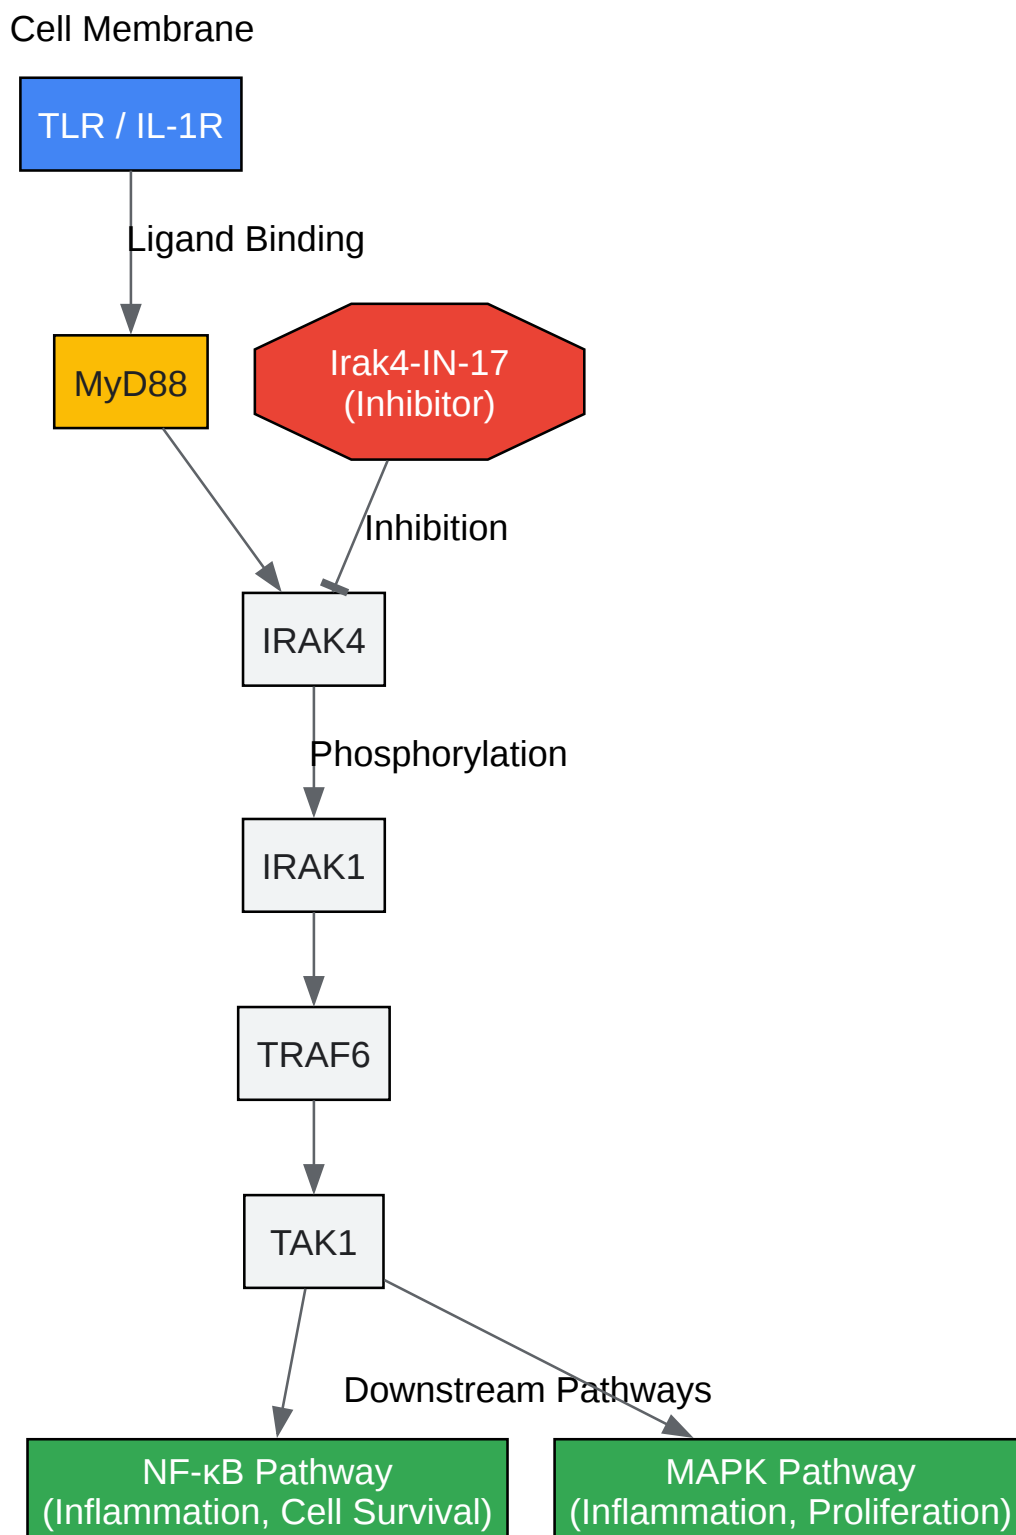 Cell Membrane
TLR / IL-1R
Ligand Binding
MyD88
Irak4-IN-17
(Inhibitor)
Inhibition
IRAK4
Phosphorylation
IRAK1
TRAF6
TAK1
Downstream Pathways
NF-κB Pathway
(Inflammation, Cell Survival)
MAPK Pathway
(Inflammation, Proliferation)